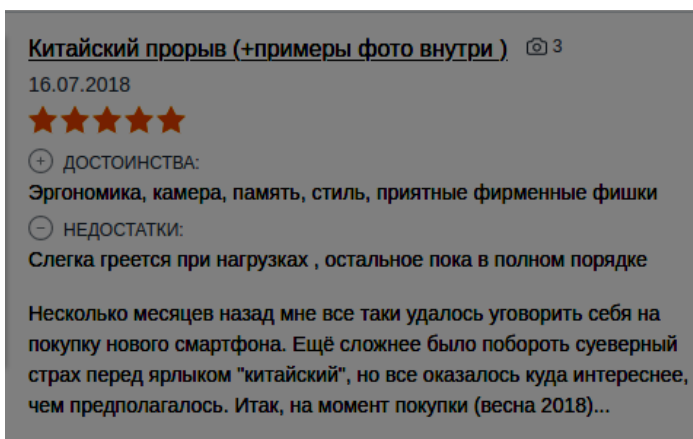 Китайский прорыв (+примеры фото внутри ) 3
16.07.2018
ДОСТОИНСТВА:
Эргономика, камера, память, стиль, приятные фирменные фишки
НЕДОСТАТКИ:
Слегка греется при нагрузках , остальное пока в полном порядке
Несколько месяцев назад мне все таки удалось уговорить себя на
покупку нового смартфона. Ещё сложнее было побороть суеверный
страх перед ярлыком "китайский", но все оказалось куда интереснее,
чем предполагалось. Итак, на момент покупки (весна 2018)...